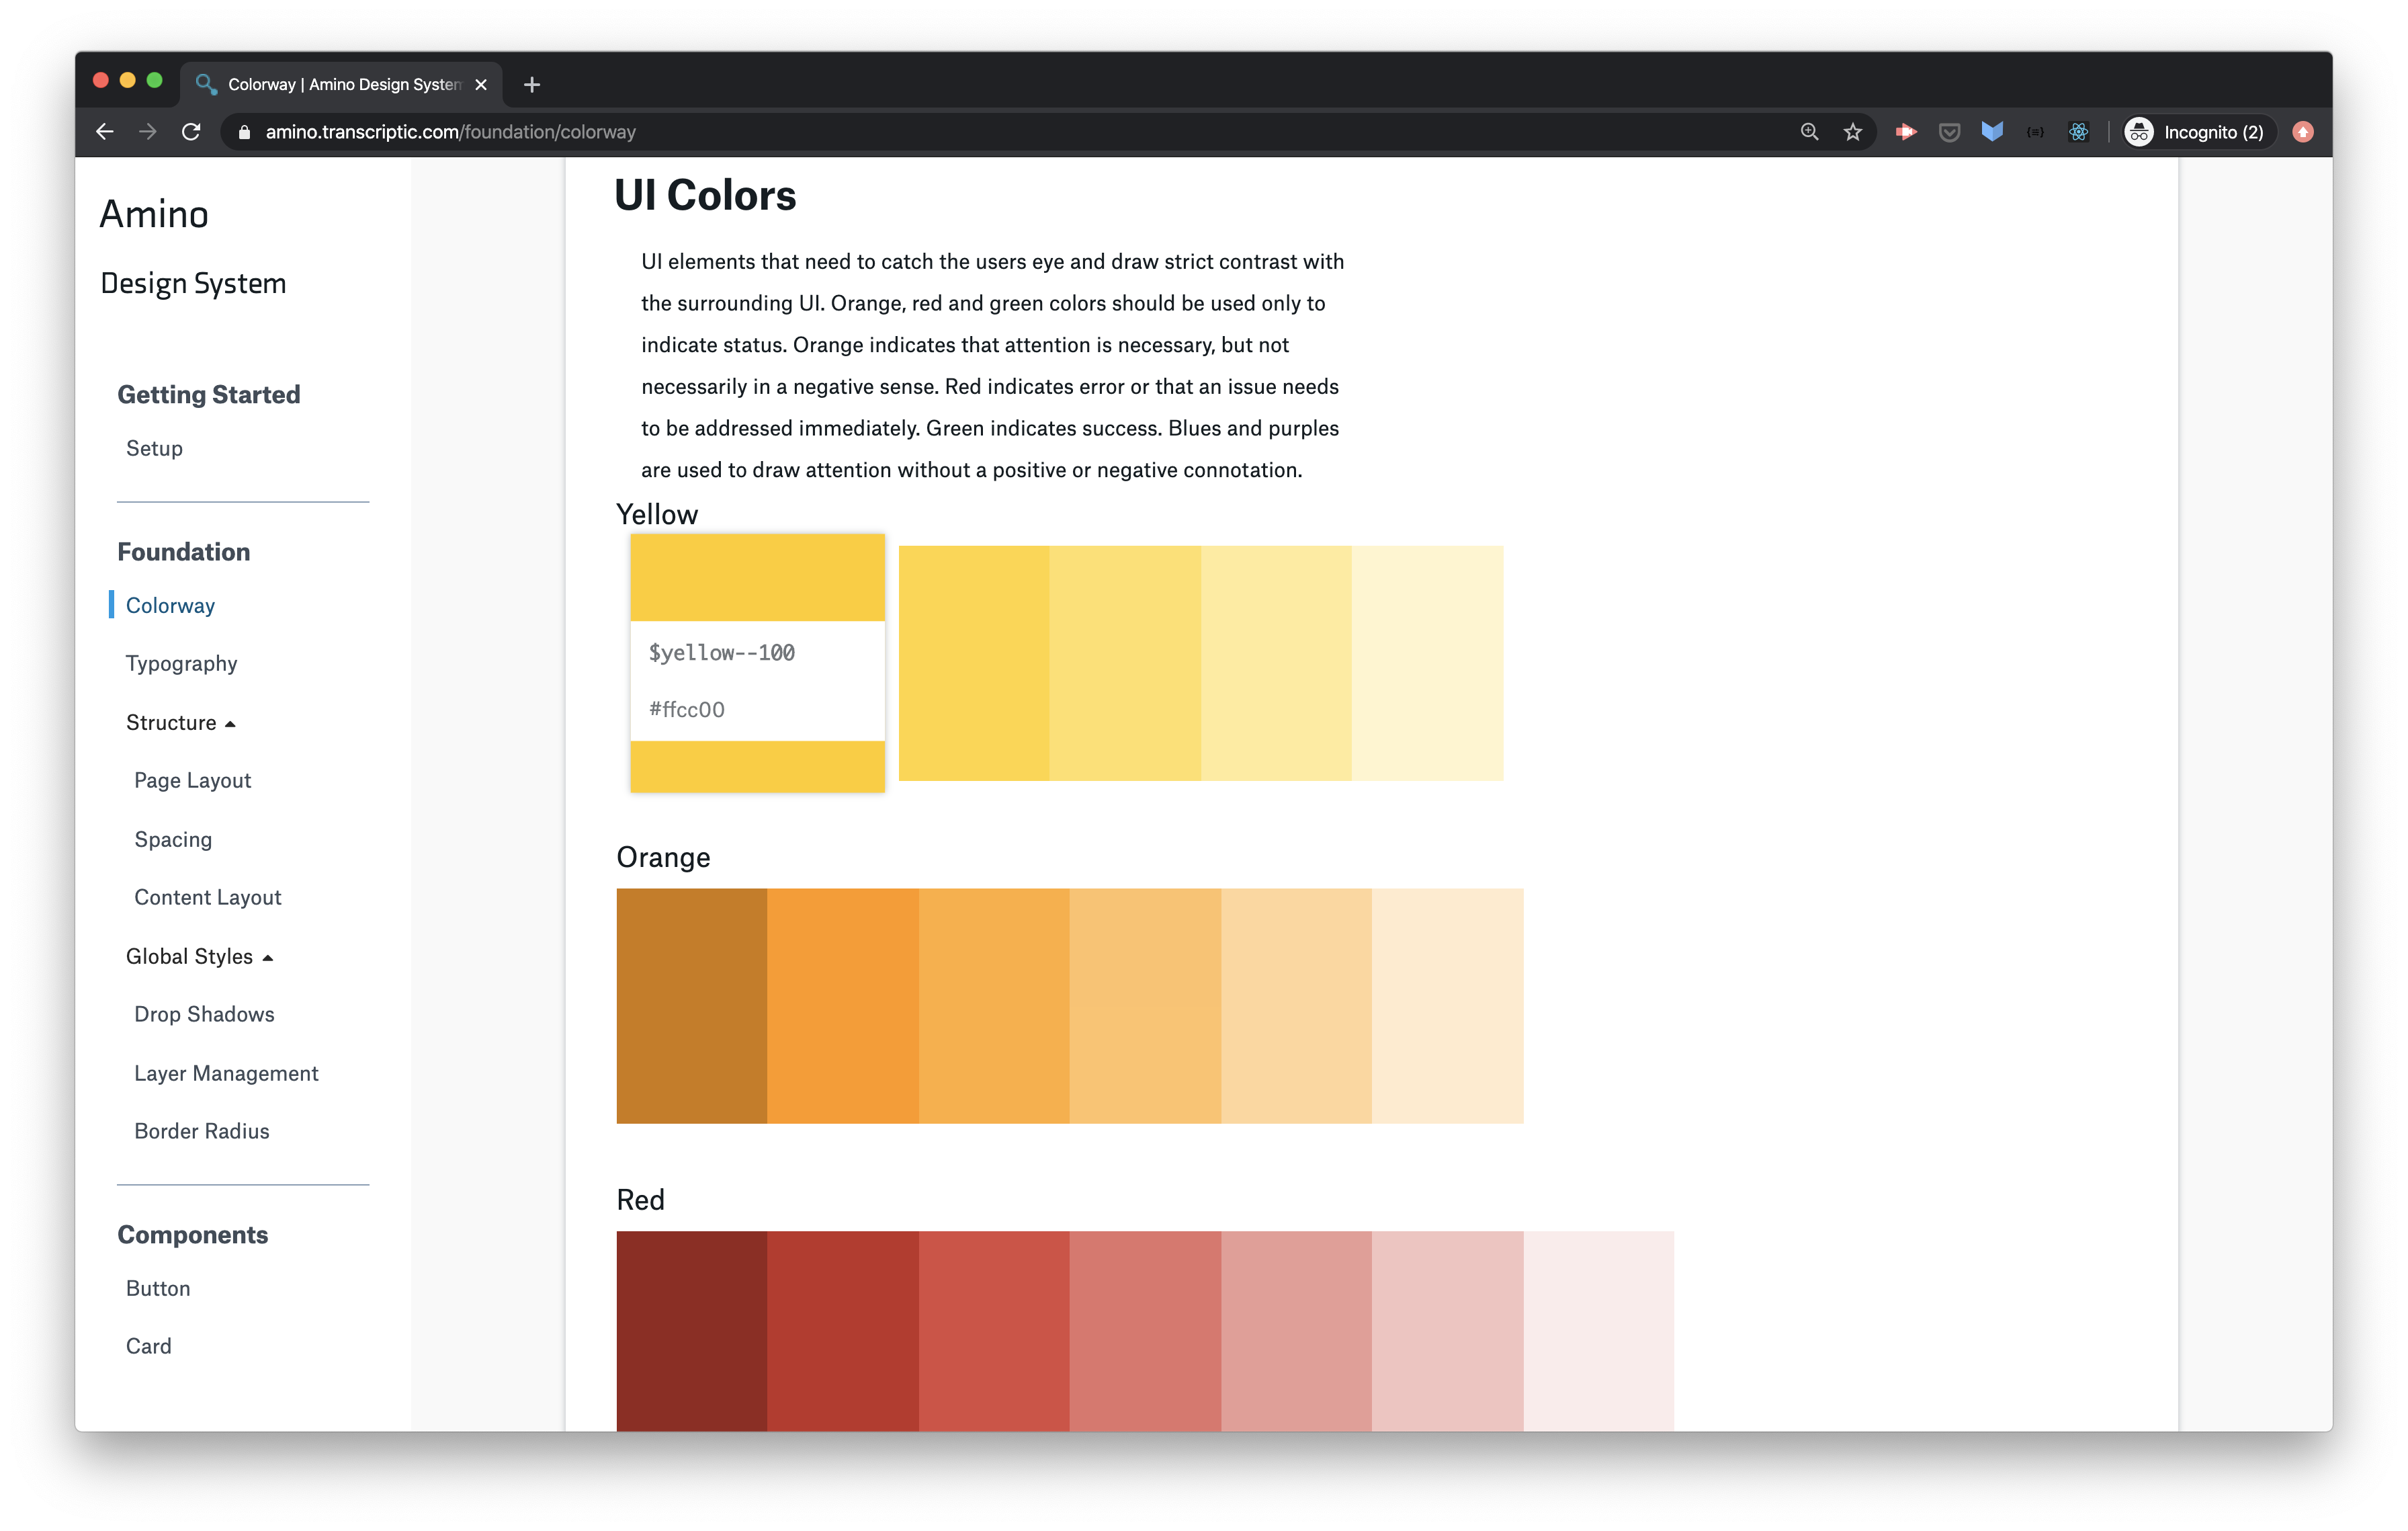 Colorway | Amino Design System
amino.transcriptic.com/foundation/colorway
Incognito (2)
Amino
Design System
Getting Started
Setup
Foundation
Colorway
Typography
Structure
Page Layout
Spacing
Content Layout
Global Styles
Drop Shadows
Layer Management
Border Radius
Components
Button
Card
UI Colors
UI elements that need to catch the users eye and draw strict contrast with
the surrounding UI. Orange, red and green colors should be used only to
indicate status. Orange indicates that attention is necessary, but not
necessarily in a negative sense. Red indicates error or that an issue needs
to be addressed immediately. Green indicates success. Blues and purples
are used to draw attention without a positive or negative connotation.
Yellow
$yellow--100
#ffcc00
Orange
Red